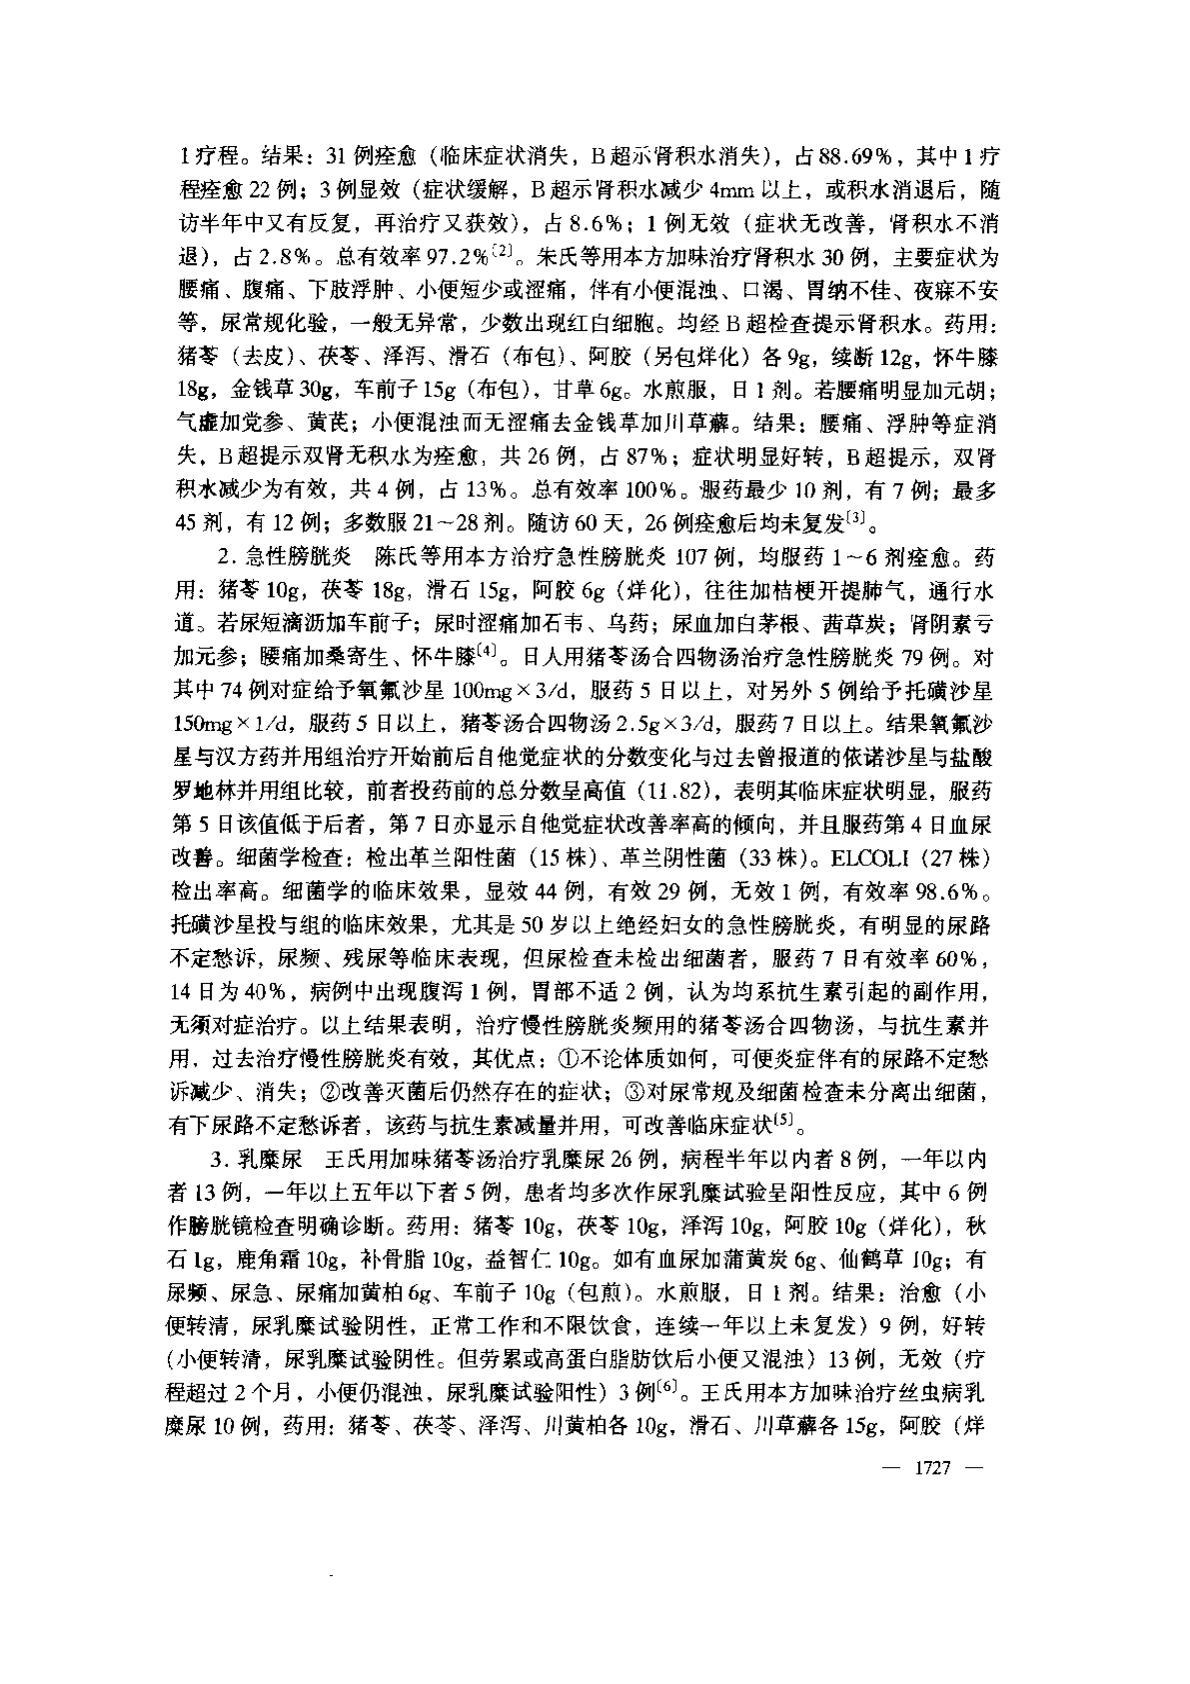 1疗程。结果：31 例痊愈（临床症状消失，B超示肾积水消失），占88.69%，其中1疗
程痊愈22例；3例显效（症状缓解，B超示肾积水减少4mm以上，或积水消退后，随
访半年中又有反复，再治疗又获效），占8.6%；1例无效（症状无改善，肾积水不消
退），占2.8%。总有效率97.2%〔2〕。朱氏等用本方加味治疗肾积水30例，主要症状为
腰痛、腹痛、下肢浮肿、小便短少或涩痛，伴有小便混浊、口渴、胃纳不佳、夜寐不安
等，尿常规化验，一般无异常，少数出现红白细胞。均经B超检查提示肾积水。药用：
猪苓（去皮）、茯苓、泽泻、滑石（布包）、阿胶（另包烊化）各9g，续断12g，怀牛膝
18g，金钱草30g，车前子15g（布包），甘草6g。水煎服，日1剂。若腰痛明显加元胡；
气虚加党参、黄芪；小便混浊而无涩痛去金钱草加川草薢。结果：腰痛、浮肿等症消
失，B超提示双肾无积水为痊愈，共26例，占87%；症状明显好转，B超提示，双肾
积水减少为有效，共4例，占13%。总有效率100%。服药最少10剂，有7例；最多
45剂，有12例；多数服21～28剂。随访60天，26例痊愈后均未复发〔3〕。
2. 急性膀胱炎　陈氏等用本方治疗急性膀胱炎107例，均服药1～6剂痊愈。药
用：猪苓10g，茯苓18g，滑石15g，阿胶6g（烊化），往往加桔梗开提肺气，通行水
道。若尿短滴沥加车前子；尿时涩痛加石韦、乌药；尿血加白茅根、茜草炭；肾阴素亏
加元参；腰痛加桑寄生、怀牛膝〔4〕。日人用猪苓汤合四物汤治疗急性膀胱炎79例。对
其中74例对症给予氧氟沙星100mg×3/d，服药5日以上，对另外5例给予托磺沙星
150mg×1/d，服药5日以上，猪苓汤合四物汤2.5g×3/d，服药7日以上。结果氧氟沙
星与汉方药并用组治疗开始前后自他觉症状的分数变化与过去曾报道的依诺沙星与盐酸
罗地林并用组比较，前者投药前的总分数呈高值（11.82），表明其临床症状明显，服药
第5日该值低于后者，第7日亦显示自他觉症状改善率高的倾向，并且服药第4日血尿
改善。细菌学检查：检出革兰阳性菌（15株）、革兰阴性菌（33株）。ELCOLI（27株）
检出率高。细菌学的临床效果，显效44例，有效29例，无效1例，有效率98.6%。
托磺沙星投与组的临床效果，尤其是50岁以上绝经妇女的急性膀胱炎，有明显的尿路
不定愁诉，尿频、残尿等临床表现，但尿检查未检出细菌者，服药7日有效率60%，
14日为40%，病例中出现腹泻1例，胃部不适2例，认为均系抗生素引起的副作用，
无须对症治疗。以上结果表明，治疗慢性膀胱炎频用的猪苓汤合四物汤，与抗生素并
用，过去治疗慢性膀胱炎有效，其优点：①不论体质如何，可使炎症伴有的尿路不定愁
诉减少、消失；②改善灭菌后仍然存在的症状；③对尿常规及细菌检查未分离出细菌，
有下尿路不定愁诉者，该药与抗生素减量并用，可改善临床症状〔5〕。
3. 乳糜尿　王氏用加味猪苓汤治疗乳糜尿26例，病程半年以内者8例，一年以内
者13例，一年以上五年以下者5例，患者均多次作尿乳糜试验呈阳性反应，其中6例
作膀胱镜检查明确诊断。药用：猪苓10g，茯苓10g，泽泻10g，阿胶10g（烊化），秋
石1g，鹿角霜10g，补骨脂10g，益智仁10g。如有血尿加蒲黄炭6g、仙鹤草10g；有
尿频、尿急、尿痛加黄柏6g、车前子10g（包煎）。水煎服，日1剂。结果：治愈（小
便转清，尿乳糜试验阴性，正常工作和不限饮食，连续一年以上未复发）9例，好转
（小便转清，尿乳糜试验阴性。但劳累或高蛋白脂肪饮后小便又混浊）13例，无效（疗
程超过2个月，小便仍混浊，尿乳糜试验阳性）3例〔6〕。王氏用本方加味治疗丝虫病乳
糜尿10例，药用：猪苓、茯苓、泽泻、川黄柏各10g，滑石、川草薢各15g，阿胶（烊
— 1727 —